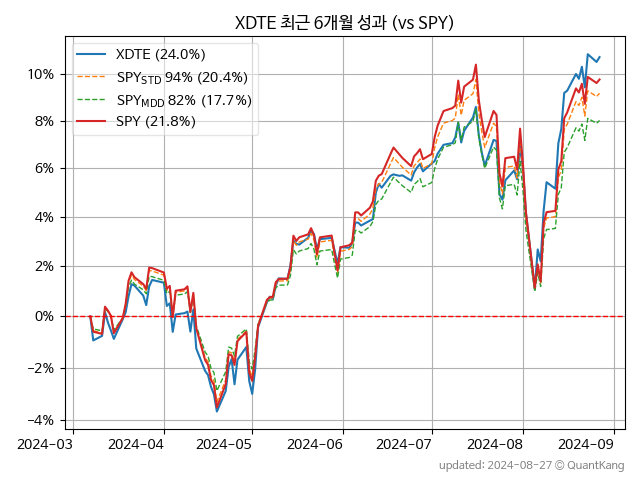 XDTE 최근 6개월 성과 (vs SPY)
XDTE (24.0%)
SPY_STD 94% (20.4%)
SPY_MDD 82% (17.7%)
SPY (21.8%)
10%
8%
6%
4%
2%
0%
−2%
−4%
2024−03 2024−04 2024−05 2024−06 2024−07 2024−08 2024−09
updated: 2024-08-27 © QuantKang